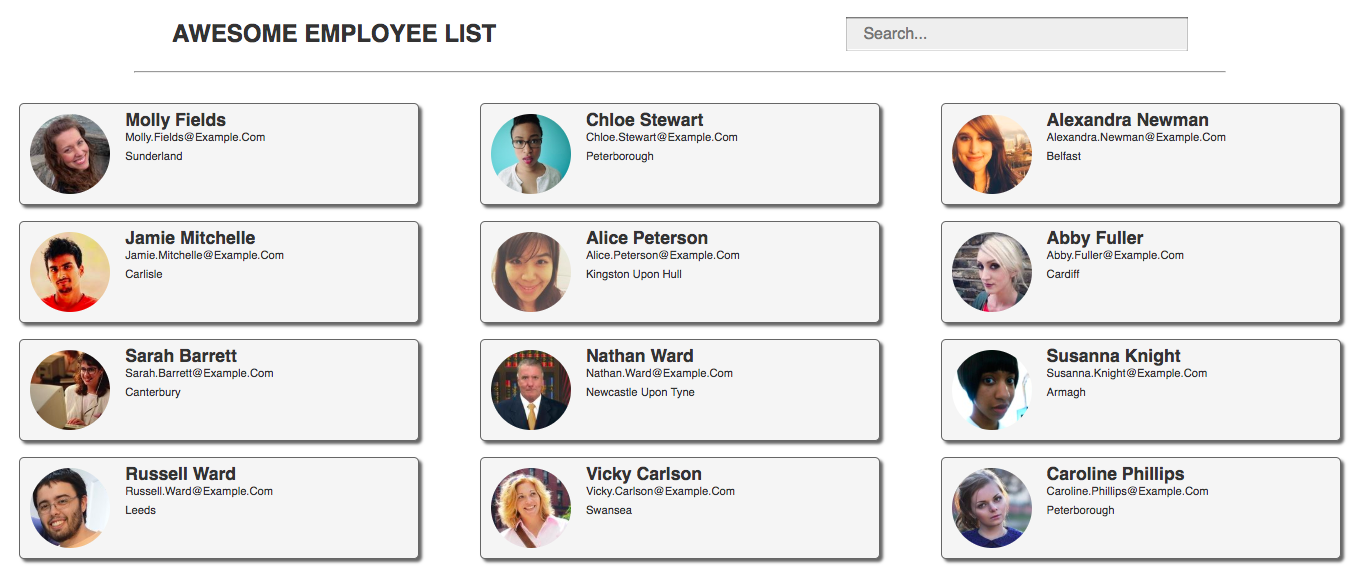 AWESOME EMPLOYEE LIST
Search...
Molly Fields
Molly.Fields@Example.Com
Sunderland
Chloe Stewart
Chloe.Stewart@Example.Com
Peterborough
Alexandra Newman
Alexandra.Newman@Example.Com
Belfast
Jamie Mitchelle
Jamie.Mitchelle@Example.Com
Carlisle
Alice Peterson
Alice.Peterson@Example.Com
Kingston Upon Hull
Abby Fuller
Abby.Fuller@Example.Com
Cardiff
Sarah Barrett
Sarah.Barrett@Example.Com
Canterbury
Nathan Ward
Nathan.Ward@Example.Com
Newcastle Upon Tyne
Susanna Knight
Susanna.Knight@Example.Com
Armagh
Russell Ward
Russell.Ward@Example.Com
Leeds
Vicky Carlson
Vicky.Carlson@Example.Com
Swansea
Caroline Phillips
Caroline.Phillips@Example.Com
Peterborough